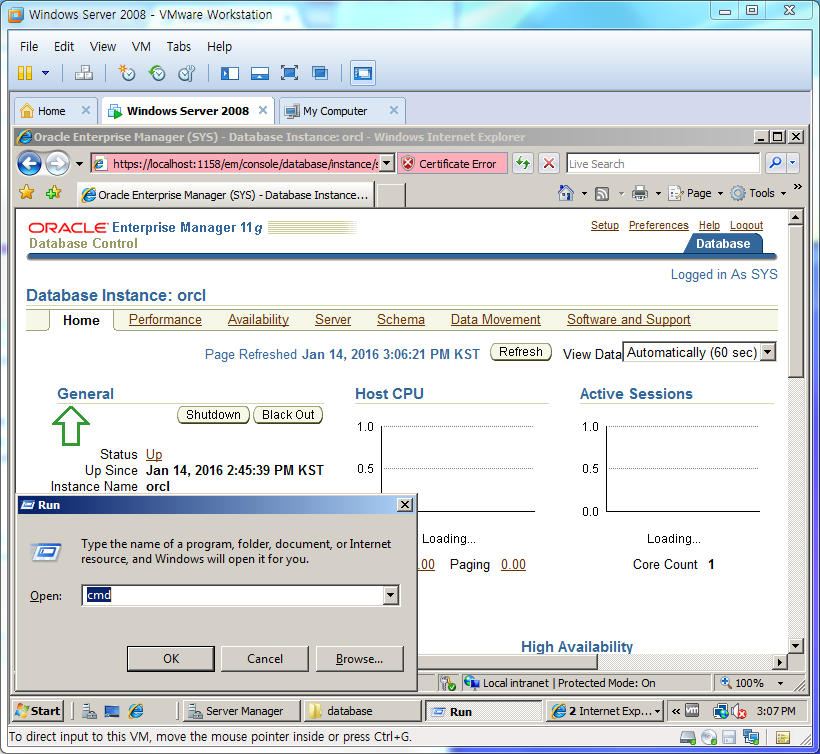 Windows Server 2008 - VMware Workstation
File Edit View VM Tabs Help
Home Windows Server 2008 My Computer
Oracle Enterprise Manager (SYS) - Database Instance: orcl - Windows Internet Explorer
https://localhost:1158/em/console/database/instance/s Certificate Error Live Search
Oracle Enterprise Manager (SYS) - Database Instance... Page Tools »
ORACLE Enterprise Manager 11g Setup Preferences Help Logout
Database Control Database
Logged in As SYS
Database Instance: orcl
Home Performance Availability Server Schema Data Movement Software and Support
Page Refreshed Jan 14, 2016 3:06:21 PM KST Refresh View Data Automatically (60 sec)
General Host CPU Active Sessions
Shutdown Black Out 1.0 1.0
Status Up
Up Since Jan 14, 2016 2:45:39 PM KST 0.5 0.5
Instance Name orcl
Run 0.0
Type the name of a program, folder, document, or Internet Loading... Loading...
resource, and Windows will open it for you.
.00 Paging 0.00 Core Count 1
Open: cmd
OK Cancel Browse...
High Availability
Local intranet | Protected Mode: On 100%
Start Server Manager database Run 2 Internet Exp... « vm 3:07 PM
To direct input to this VM, move the mouse pointer inside or press Ctrl+G.